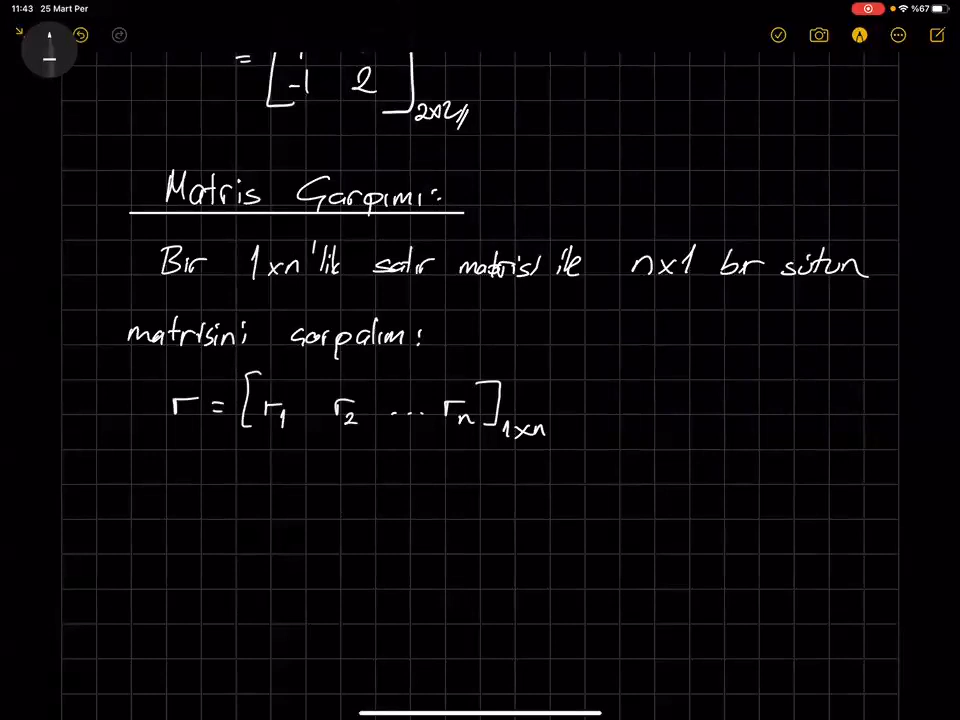 11:43 25 Mart Per %67
= [-1 2]2x2//
Matris Çarpımı:
Bir 1xn'lik satır matrisi ile nx1 bir sütun
matrisini çarpalım:
r = [r1 r2 ... rn]1xn